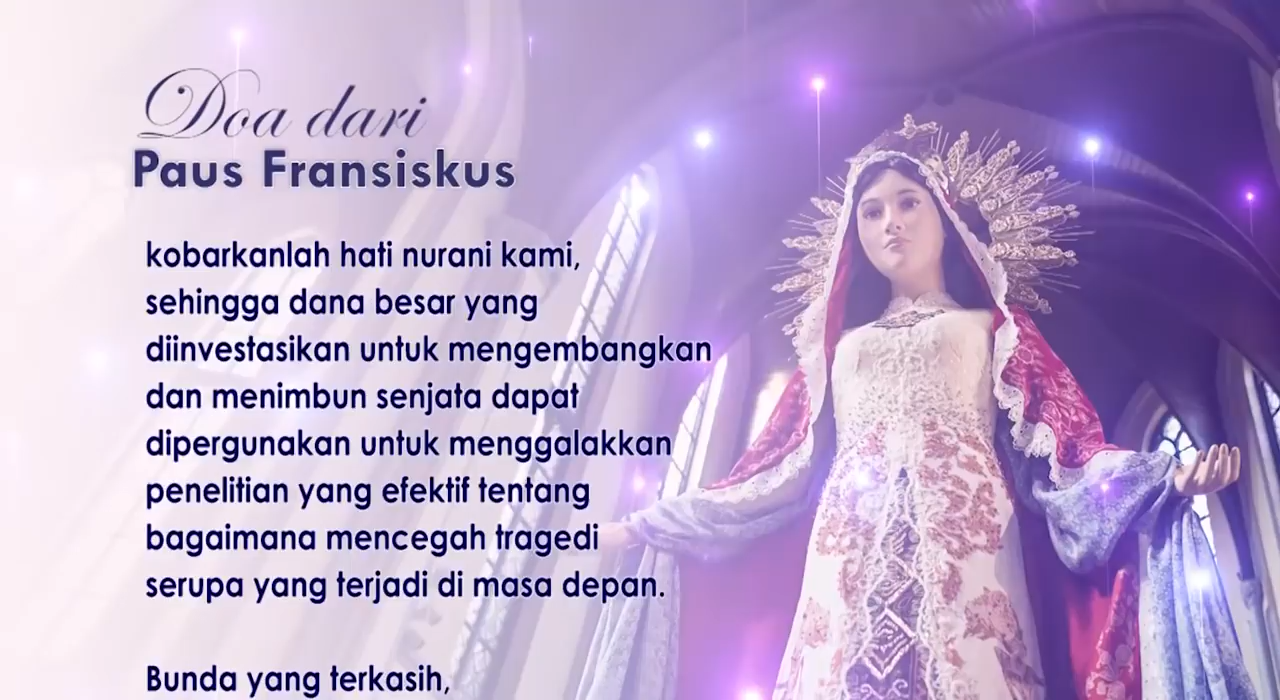 Doa dari
Paus Fransiskus
kobarkanlah hati nurani kami,
sehingga dana besar yang
diinvestasikan untuk mengembangkan
dan menimbun senjata dapat
dipergunakan untuk menggalakkan
penelitian yang efektif tentang
bagaimana mencegah tragedi
serupa yang terjadi di masa depan.
Bunda yang terkasih,